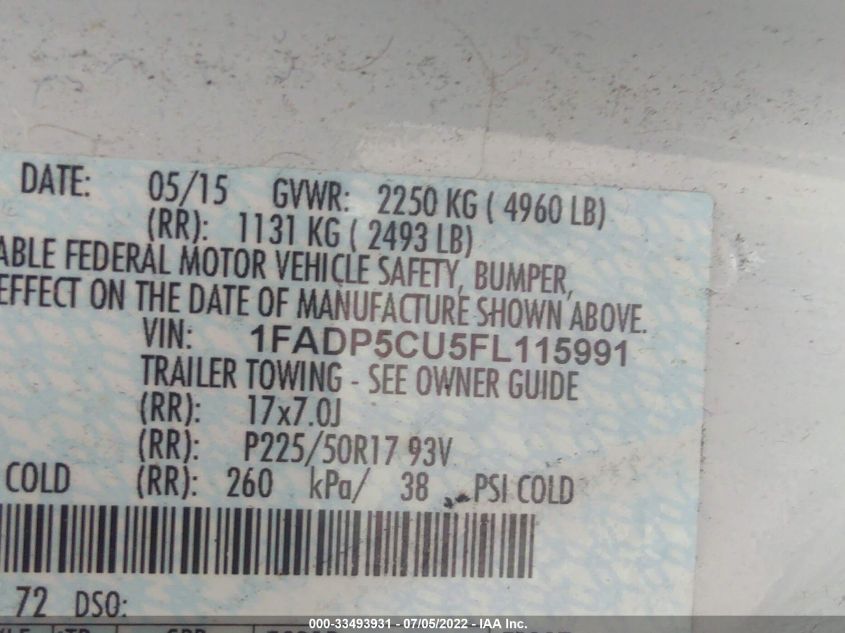 DATE: 05/15 GVWR: 2250 KG ( 4960 LB)
(RR): 1131 KG ( 2493 LB)
ABLE FEDERAL MOTOR VEHICLE SAFETY, BUMPER,
EFFECT ON THE DATE OF MANUFACTURE SHOWN ABOVE.
VIN: 1FADP5CU5FL115991
TRAILER TOWING - SEE OWNER GUIDE
(RR): 17x7.0J
(RR): P225/50R17 93V
COLD (RR): 260 kPa/ 38 PSI COLD
72 DSO:
000-33493931 - 07/05/2022 - IAA Inc.